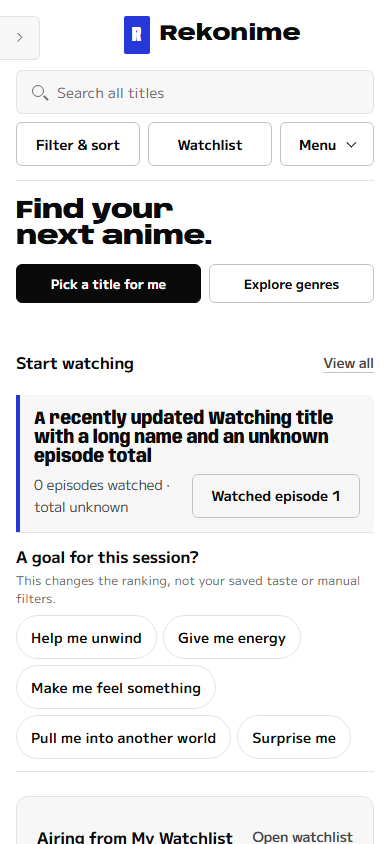 R Rekonime
Search all titles
Filter & sort Watchlist Menu
Find your
next anime.
Pick a title for me Explore genres
Start watching View all
A recently updated Watching title
with a long name and an unknown
episode total
0 episodes watched ·
total unknown
Watched episode 1
A goal for this session?
This changes the ranking, not your saved taste or manual
filters.
Help me unwind Give me energy
Make me feel something
Pull me into another world Surprise me
Airing from My Watchlist Open watchlist